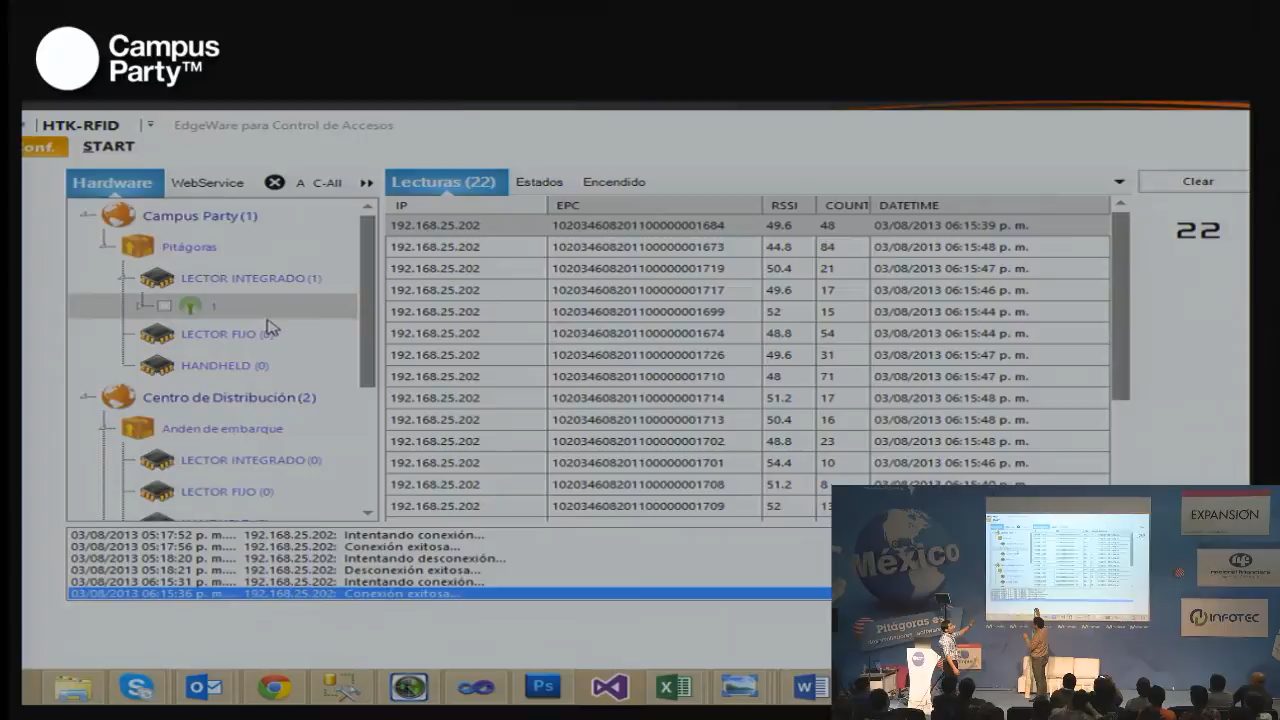 Campus
Party™
HTK-RFID EdgeWare para Control de Accesos
onf. START
Hardware WebService A C-All
Lecturas (22) Estados Encendido Clear
Campus Party (1)
Pitágoras
LECTOR INTEGRADO (1)
1
LECTOR FIJO (0)
HANDHELD (0)
Centro de Distribución (2)
Anden de embarque
LECTOR INTEGRADO (0)
LECTOR FIJO (0)
IP EPC RSSI COUNT DATETIME
192.168.25.202 102034608201100000001684 49.6 48 03/08/2013 06:15:39 p. m.
192.168.25.202 102034608201100000001673 44.8 84 03/08/2013 06:15:48 p. m.
192.168.25.202 102034608201100000001719 50.4 21 03/08/2013 06:15:47 p. m.
192.168.25.202 102034608201100000001717 49.6 17 03/08/2013 06:15:46 p. m.
192.168.25.202 102034608201100000001699 52 15 03/08/2013 06:15:44 p. m.
192.168.25.202 102034608201100000001674 48.8 54 03/08/2013 06:15:44 p. m.
192.168.25.202 102034608201100000001726 49.6 31 03/08/2013 06:15:47 p. m.
192.168.25.202 102034608201100000001710 48 71 03/08/2013 06:15:47 p. m.
192.168.25.202 102034608201100000001714 51.2 17 03/08/2013 06:15:48 p. m.
192.168.25.202 102034608201100000001713 50.4 16 03/08/2013 06:15:48 p. m.
192.168.25.202 102034608201100000001702 48.8 23 03/08/2013 06:15:48 p. m.
192.168.25.202 102034608201100000001701 54.4 10 03/08/2013 06:15:46 p. m.
192.168.25.202 102034608201100000001708 51.2 8
192.168.25.202 102034608201100000001709 52
22
03/08/2013 05:17:52 p. m.... 192.168.25.202: Intentando conexión...
03/08/2013 05:17:56 p. m.... 192.168.25.202: Conexión exitosa...
03/08/2013 05:18:20 p. m.... 192.168.25.202: Intentando desconexión...
03/08/2013 05:18:21 p. m.... 192.168.25.202: Desconexión exitosa...
03/08/2013 06:15:31 p. m.... 192.168.25.202: Intentando conexión...
03/08/2013 06:15:36 p. m.... 192.168.25.202: Conexión exitosa...
Ps
México
Pitágoras
EXPANSIÓN
INFOTEC